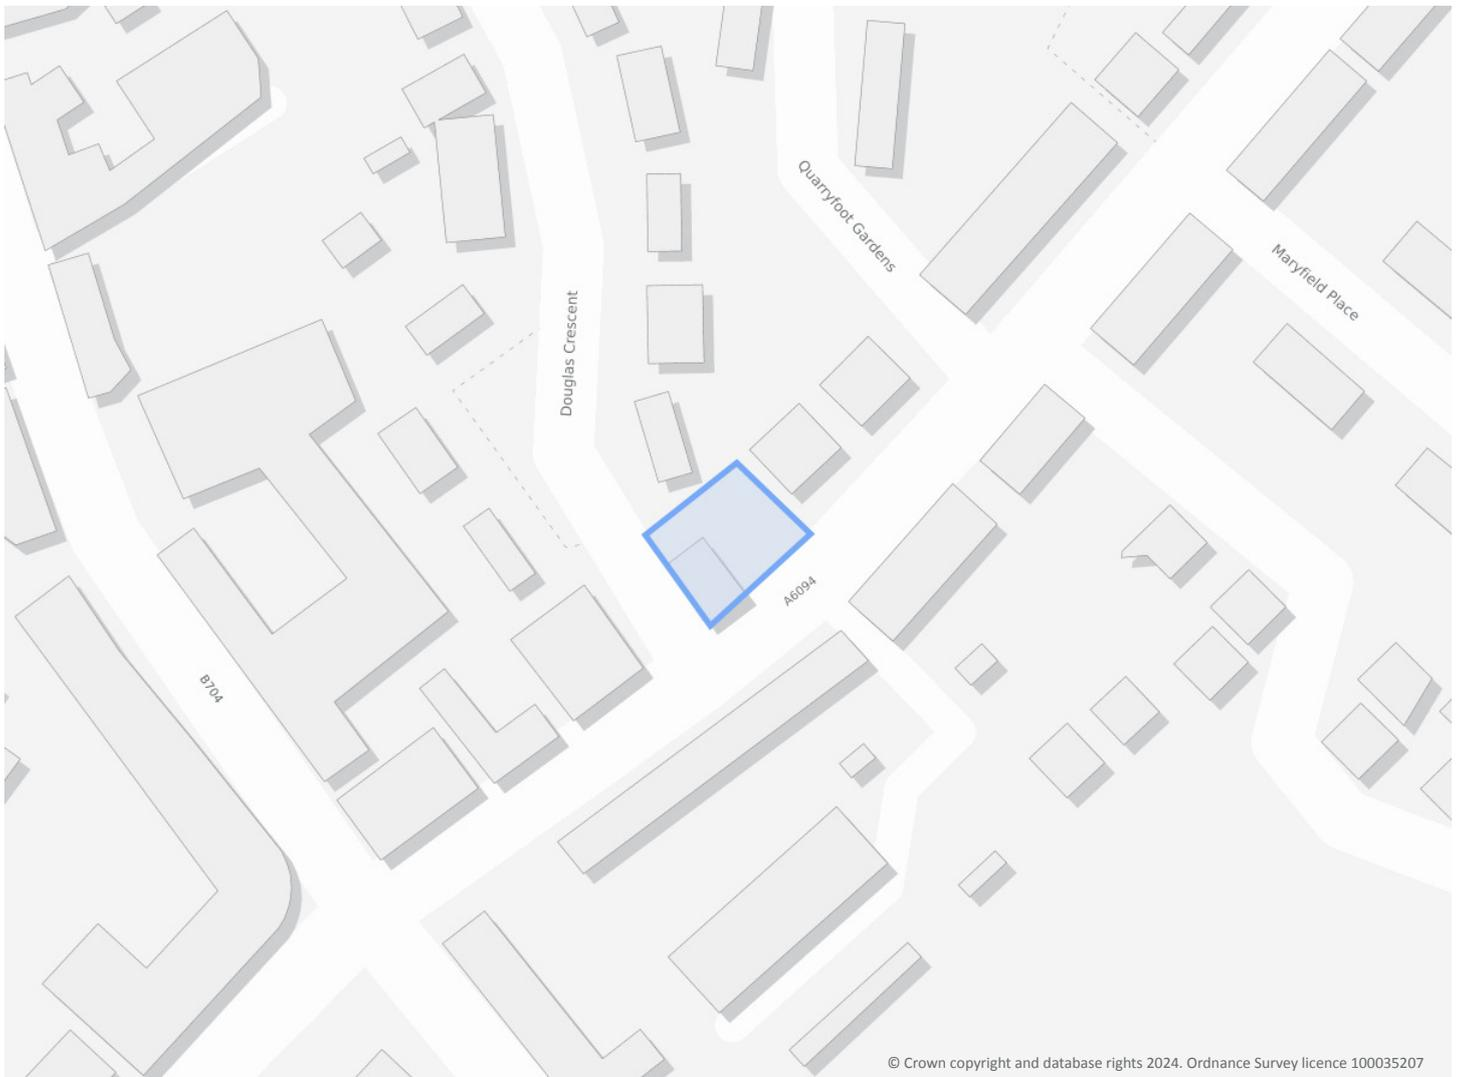 Quarryfoot Gardens
Maryfield Place
Douglas Crescent
A6094
B704
© Crown copyright and database rights 2024. Ordnance Survey licence 100035207